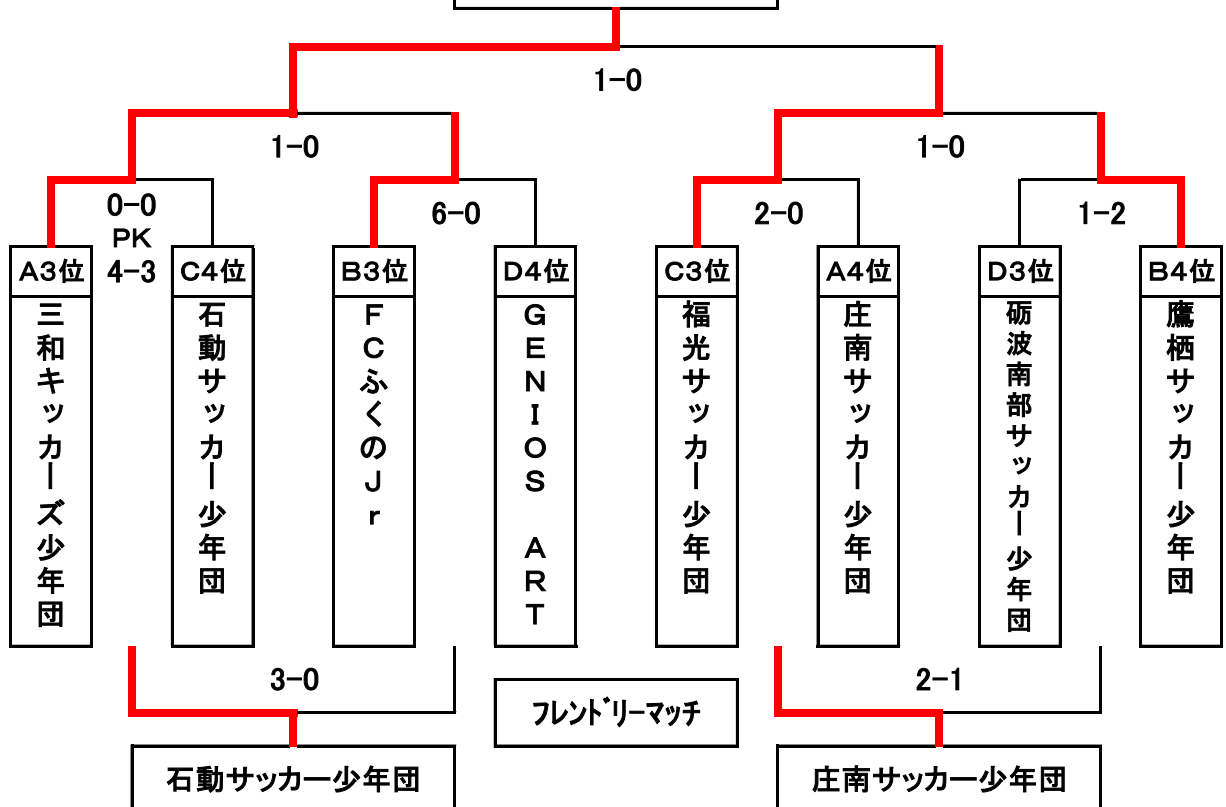 1-0
1-0
1-0
0-0
PK
4-3
6-0
2-0
1-2
A3位
C4位
B3位
D4位
C3位
A4位
D3位
B4位
三和キッカーズ少年団
石動サッカー少年団
FCふくのJr
GENIOS ART
福光サッカー少年団
庄南サッカー少年団
砺波南部サッカー少年団
鷹栖サッカー少年団
3-0
2-1
フレンドリーマッチ
石動サッカー少年団
庄南サッカー少年団